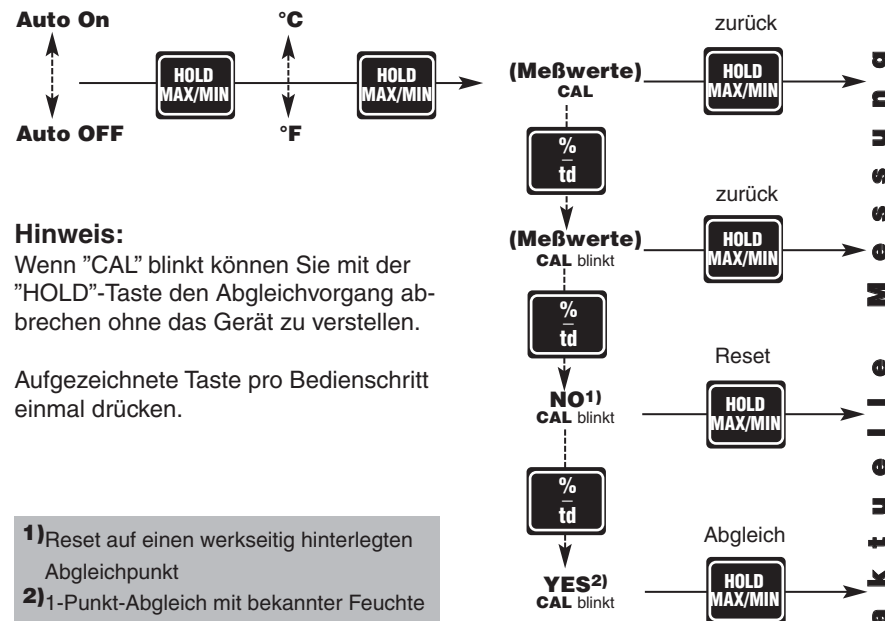 Auto On
°C
HOLD
MAX/MIN
HOLD
MAX/MIN
Auto OFF
°F
Hinweis:
Wenn ”CAL” blinkt können Sie mit der
”HOLD”-Taste den Abgleichvorgang ab-
brechen ohne das Gerät zu verstellen.
Aufgezeichnete Taste pro Bedienschritt
einmal drücken.
1)Reset auf einen werkseitig hinterlegten
Abgleichpunkt
2)1-Punkt-Abgleich mit bekannter Feuchte
(Meßwerte)
CAL
zurück
HOLD
MAX/MIN
%
td
(Meßwerte)
CAL blinkt
zurück
HOLD
MAX/MIN
%
td
NO1)
CAL blinkt
Reset
HOLD
MAX/MIN
%
td
YES2)
CAL blinkt
Abgleich
HOLD
MAX/MIN
aktuelle Messung